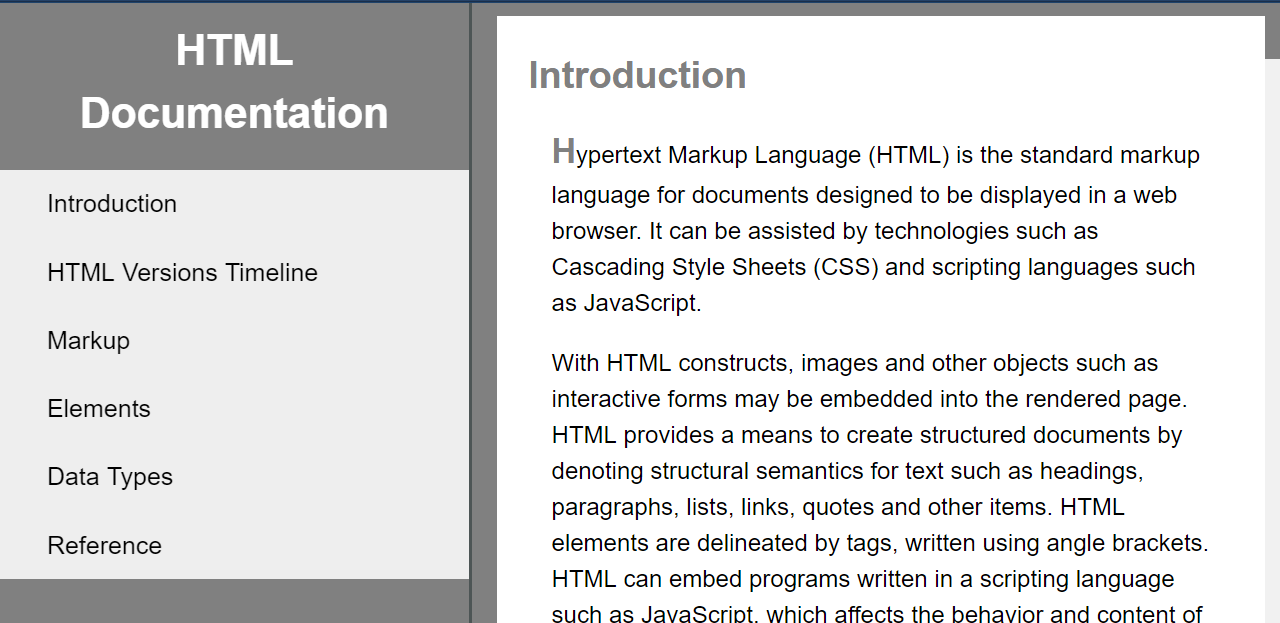 HTML
Documentation
Introduction
HTML Versions Timeline
Markup
Elements
Data Types
Reference
Introduction
Hypertext Markup Language (HTML) is the standard markup
language for documents designed to be displayed in a web
browser. It can be assisted by technologies such as
Cascading Style Sheets (CSS) and scripting languages such
as JavaScript.
With HTML constructs, images and other objects such as
interactive forms may be embedded into the rendered page.
HTML provides a means to create structured documents by
denoting structural semantics for text such as headings,
paragraphs, lists, links, quotes and other items. HTML
elements are delineated by tags, written using angle brackets.
HTML can embed programs written in a scripting language
such as JavaScript, which affects the behavior and content of